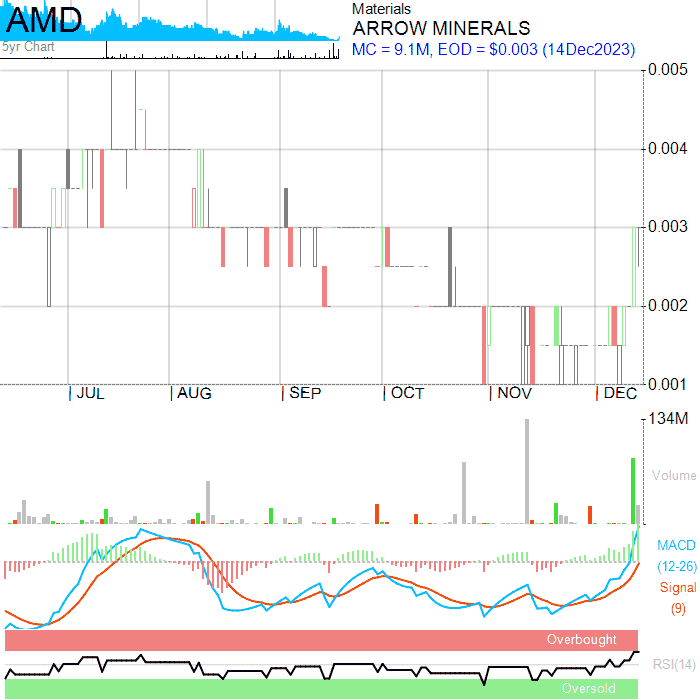 AMD
5yr Chart
Materials
ARROW MINERALS
MC = 9.1M, EOD = $0.003 (14Dec2023)
0.005
0.004
0.003
0.002
0.001
JUL AUG SEP OCT NOV DEC
134M
Volume
MACD
(12-26)
Signal
(9)
Overbought
RSI(14)
Oversold